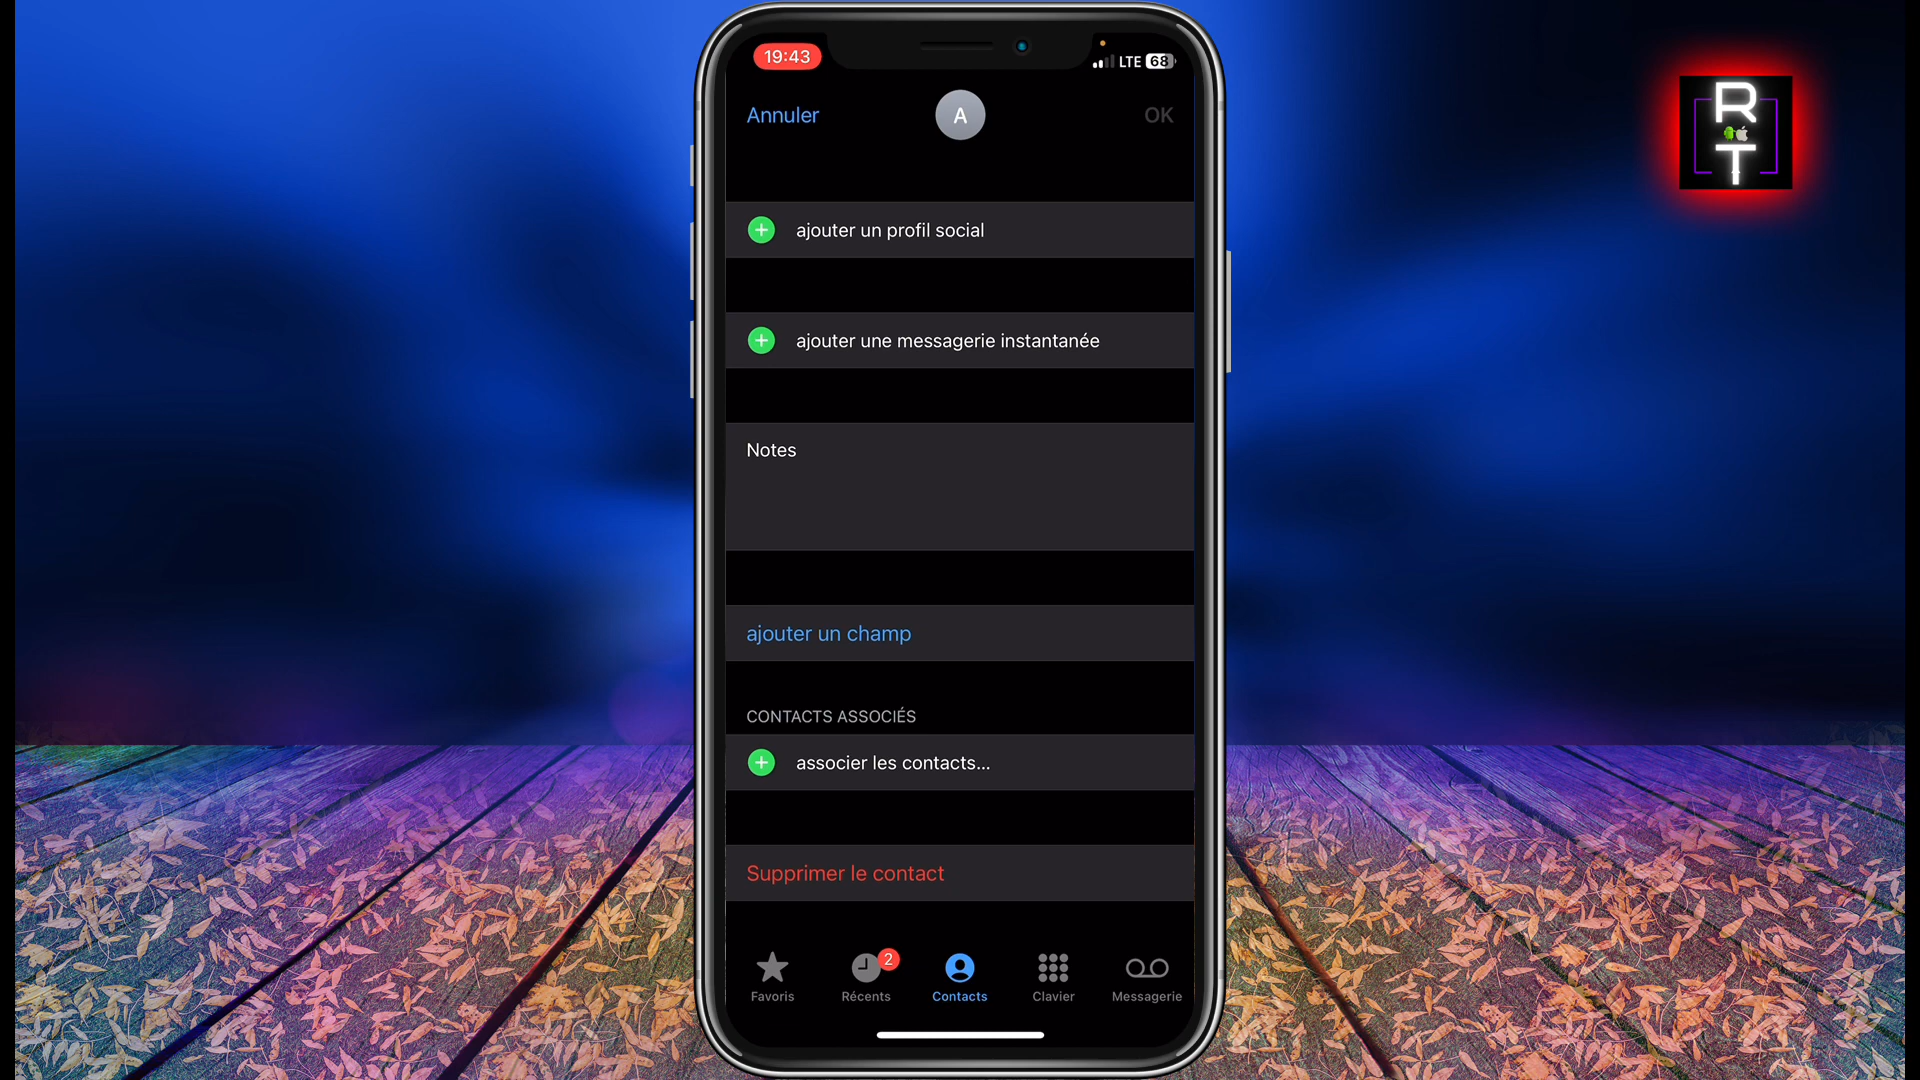 19:43
LTE 68
Annuler
A
OK
ajouter un profil social
ajouter une messagerie instantanée
Notes
ajouter un champ
CONTACTS ASSOCIÉS
associer les contacts...
Supprimer le contact
2
Favoris
Récents
Contacts
Clavier
Messagerie
R
T